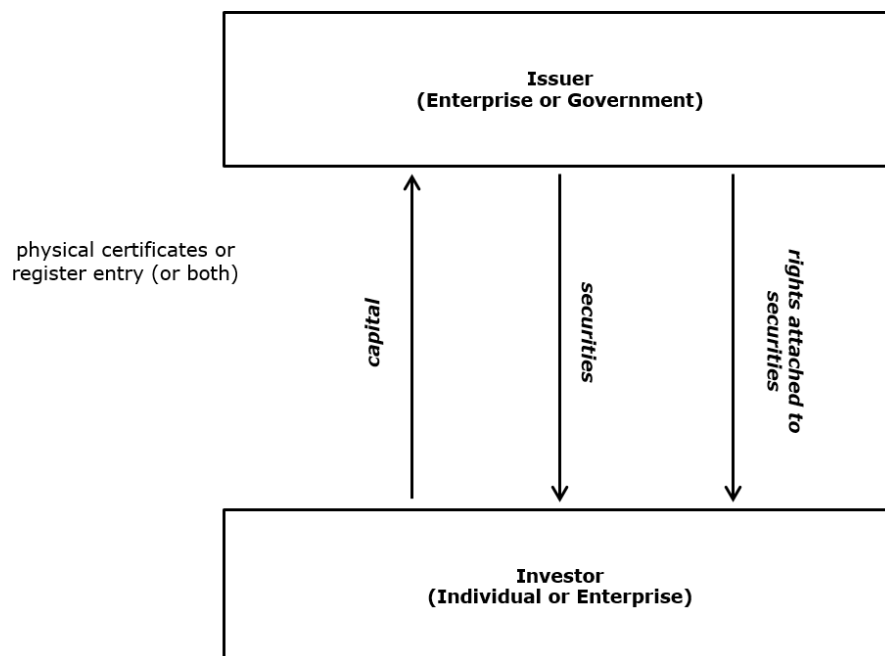 Issuer
(Enterprise or Government)
physical certificates or
register entry (or both)
capital
securities
rights attached to
securities
Investor
(Individual or Enterprise)